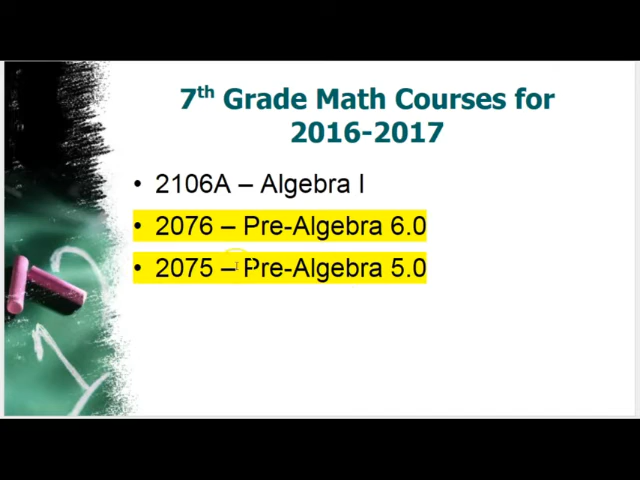 7th Grade Math Courses for
2016-2017
• 2106A – Algebra I
• 2076 – Pre-Algebra 6.0
• 2075 – Pre-Algebra 5.0